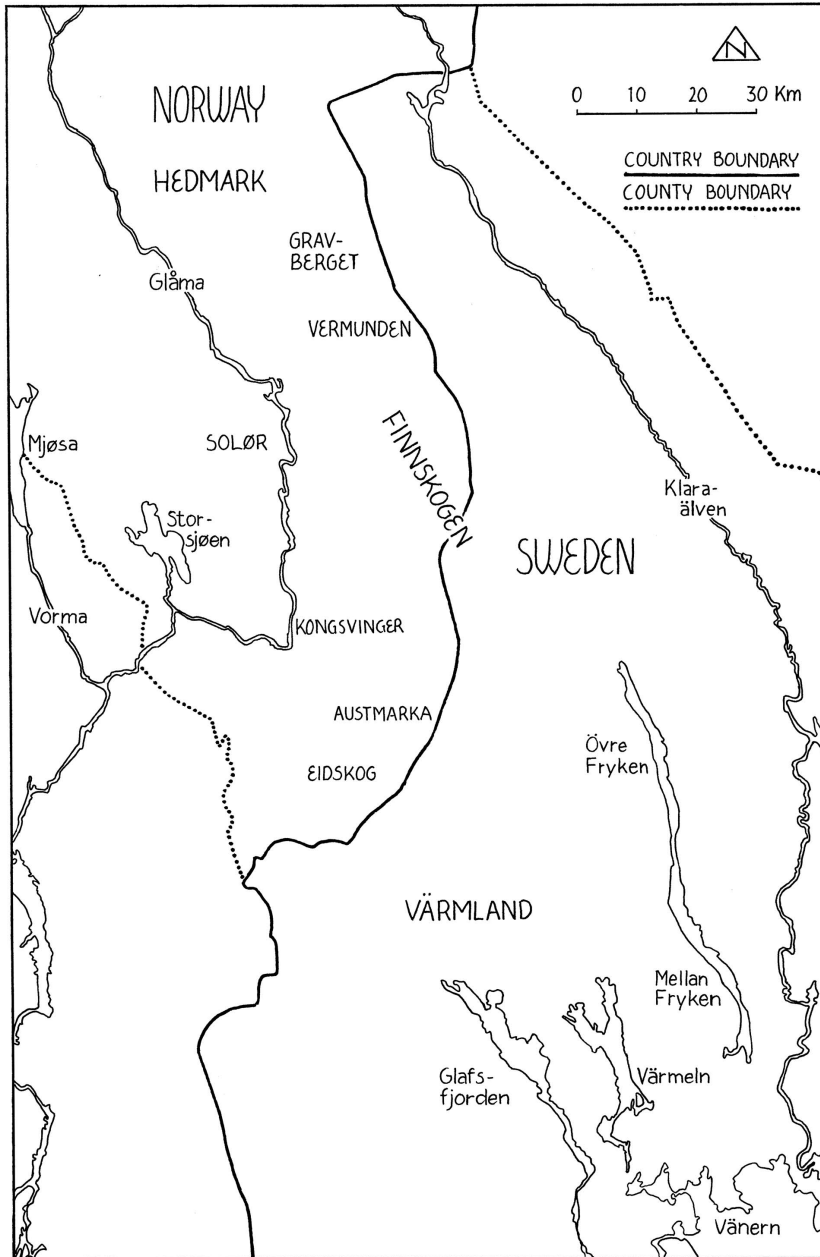 N
0 10 20 30 Km
COUNTRY BOUNDARY
COUNTY BOUNDARY
NORWAY
HEDMARK
GRAV-
BERGET
Glåma
VERMUNDEN
FINNSKOGEN
Mjøsa
SOLØR
Klara-
älven
Stor-
sjøen
SWEDEN
Vorma
KONGSVINGER
AUSTMARKA
Övre
Fryken
EIDSKOG
VÄRMLAND
Mellan
Fryken
Glafs-
fjorden
Värmeln
Vänern